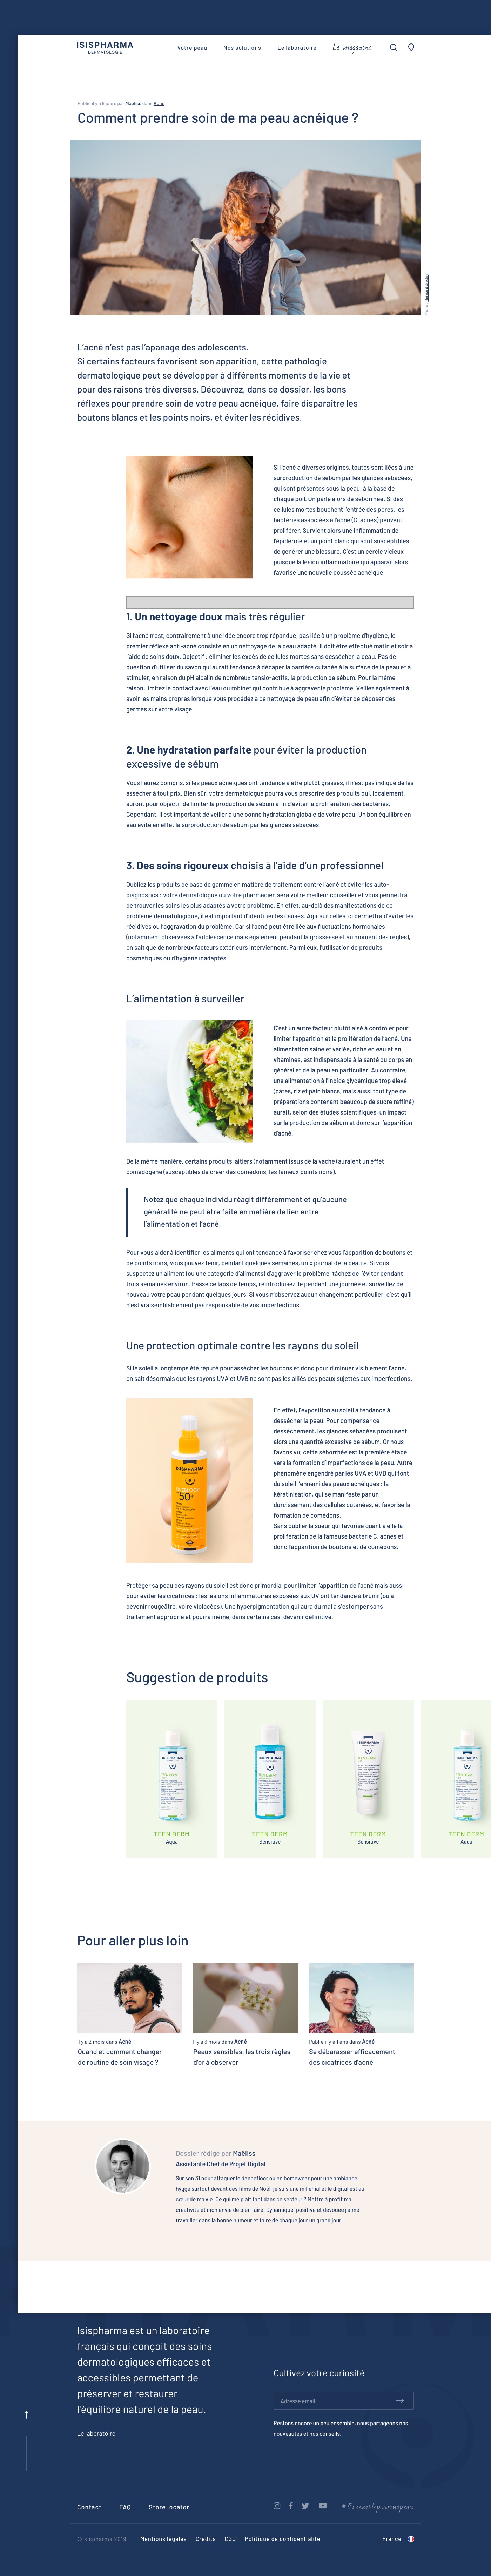 ISISPHARMA
DERMATOLOGIE
Votre peau
Nos solutions
Le laboratoire
Le magazine
Publié il y a 6 jours par Maëliss dans Acné
Comment prendre soin de ma peau acnéique ?
L’acné n’est pas l’apanage des adolescents.
Si certains facteurs favorisent son apparition, cette pathologie
dermatologique peut se développer à différents moments de la vie et
pour des raisons très diverses. Découvrez, dans ce dossier, les bons
réflexes pour prendre soin de votre peau acnéique, faire disparaître les
boutons blancs et les points noirs, et éviter les récidives.
Si l’acné a diverses origines, toutes sont liées à une
surproduction de sébum par les glandes sébacées,
qui sont présentes sous la peau, à la base de
chaque poil. On parle alors de séborrhée. Si des
cellules mortes bouchent l’entrée des pores, les
bactéries associées à l’acné (C. acnes) peuvent
proliférer. Survient alors une inflammation de
l’épiderme et un point blanc qui sont susceptibles
de générer une blessure. C’est un cercle vicieux
puisque la lésion inflammatoire qui apparaît alors
favorise une nouvelle poussée acnéique.
1. Un nettoyage doux mais très régulier
Si l’acné n’est, contrairement à une idée encore trop répandue, pas liée à un problème d’hygiène, le
premier réflexe anti-acné consiste en un nettoyage de la peau adapté. Il doit être effectué matin et soir à
l’aide de soins doux. Objectif : éliminer les excès de cellules mortes sans dessécher la peau. Pas de
question d’utiliser du savon qui aurait tendance à décaper la barrière cutanée à la surface de la peau et à
stimuler, en raison du pH alcalin de nombreux tensio-actifs, la production de sébum. Pour la même
raison, limitez le contact avec l’eau du robinet qui contribue à aggraver le problème. Veillez également à
avoir les mains propres lorsque vous procédez à ce nettoyage de peau afin d’éviter de déposer des
germes sur votre visage.
2. Une hydratation parfaite pour éviter la production
excessive de sébum
Vous l’aurez compris, si les peaux acnéiques ont tendance à être plutôt grasses, il n’est pas indiqué de les
assécher à tout prix. Bien sûr, votre dermatologue pourra vous prescrire des produits qui, localement,
auront pour objectif de limiter la production de sébum afin d’éviter la prolifération des bactéries.
Cependant, il est important de veiller à une bonne hydratation globale de votre peau. Un bon équilibre en
eau évite en effet la surproduction de sébum par les glandes sébacées.
3. Des soins rigoureux choisis à l’aide d’un professionnel
Oubliez les produits de base de gamme en matière de traitement contre l’acné et éviter les auto-
diagnostics : votre dermatologue ou votre pharmacien sera votre meilleur conseiller et vous permettra
de trouver les soins les plus adaptés à votre problème. En effet, au-delà des manifestations de ce
problème dermatologique, il est important d’identifier les causes. Agir sur celles-ci permettra d’éviter les
récidives ou l’aggravation du problème. Car si l’acné peut être liée aux fluctuations hormonales
(notamment observées à l’adolescence mais également pendant la grossesse et au moment des règles),
on sait que de nombreux facteurs extérieurs interviennent. Parmi eux, l’utilisation de produits
cosmétiques ou d’hygiène inadaptés.
L’alimentation à surveiller
C’est un autre facteur plutôt aisé à contrôler pour
limiter l’apparition et la prolifération de l’acné. Une
alimentation saine et variée, riche en eau et en
vitamines, est indispensable à la santé du corps en
général et de la peau en particulier. Au contraire,
une alimentation à l’indice glycémique trop élevé
(pâtes, riz et pain blancs, mais aussi tout type de
préparations contenant beaucoup de sucre raffiné)
aurait, selon des études scientifiques, un impact
sur la production de sébum et donc sur l’apparition
d’acné.
De la même manière, certains produits laitiers (notamment issus de la vache) auraient un effet
comédogène (susceptibles de créer des comédons, les fameux points noirs).
Notez que chaque individu réagit différemment et qu’aucune
généralité ne peut être faite en matière de lien entre
l’alimentation et l’acné.
Pour vous aider à identifier les aliments qui ont tendance à favoriser chez vous l’apparition de boutons et
de points noirs, vous pouvez tenir, pendant quelques semaines, un « journal de la peau ». Si vous
suspectez un aliment (ou une catégorie d’aliments) d’aggraver le problème, tâchez de l’éviter pendant
trois semaines environ. Passé ce laps de temps, réintroduisez-le pendant une journée et surveillez de
nouveau votre peau pendant quelques jours. Si vous n’observez aucun changement particulier, c’est qu’il
n’est vraisemblablement pas responsable de vos imperfections.
Une protection optimale contre les rayons du soleil
Si le soleil a longtemps été réputé pour assécher les boutons et donc pour diminuer visiblement l’acné,
on sait désormais que les rayons UVA et UVB ne sont pas les alliés des peaux sujettes aux imperfections.
ISISPHARMA
50+
En effet, l’exposition au soleil a tendance à
dessécher la peau. Pour compenser ce
dessèchement, les glandes sébacées produisent
alors une quantité excessive de sébum. Or nous
l’avons vu, cette séborrhée est la première étape
vers la formation d’imperfections de la peau. Autre
phénomène engendré par les UVA et UVB qui font
du soleil l’ennemi des peaux acnéiques : la
kératinisation, qui se manifeste par un
durcissement des cellules cutanées, et favorise la
formation de comédons.
Sans oublier la sueur qui favorise quant à elle la
prolifération de la fameuse bactérie C. acnes et
donc l’apparition de boutons et de comédons.
Protéger sa peau des rayons du soleil est donc primordial pour limiter l’apparition de l’acné mais aussi
pour éviter les cicatrices : les lésions inflammatoires exposées aux UV ont tendance à brunir (ou à
devenir rougeâtre, voire violacées). Une hyperpigmentation qui aura du mal à s’estomper sans
traitement approprié et pourra même, dans certains cas, devenir définitive.
Suggestion de produits
TEEN DERM
Aqua
TEEN DERM
Sensitive
TEEN DERM
Sensitive
TEEN DERM
Aqua
Pour aller plus loin
Il y a 2 mois dans Acné
Quand et comment changer
de routine de soin visage ?
Il y a 3 mois dans Acné
Peaux sensibles, les trois règles
d’or à observer
Publié il y a 1 ans dans Acné
Se débarasser efficacement
des cicatrices d’acné
Dossier rédigé par Maëliss
Assistante Chef de Projet Digital
Sur son 31 pour attaquer le dancefloor ou en homewear pour une ambiance
hygge surtout devant des films de Noël, je suis une millénial et le digital est au
cœur de ma vie. Ce qui me plaît tant dans ce secteur ? Mettre à profit ma
créativité et mon envie de bien faire. Dynamique, positive et dévouée j’aime
travailler dans la bonne humeur et faire de chaque jour un grand jour.
Isispharma est un laboratoire
français qui conçoit des soins
dermatologiques efficaces et
accessibles permettant de
préserver et restaurer
l’équilibre naturel de la peau.
Le laboratoire
Cultivez votre curiosité
Adresse email
Restons encore un peu ensemble, nous partageons nos
nouveautés et nos conseils.
Contact
FAQ
Store locator
#Ensemblepourmapeau
©Isispharma 2019
Mentions légales
Crédits
CGU
Politique de confidentialité
France